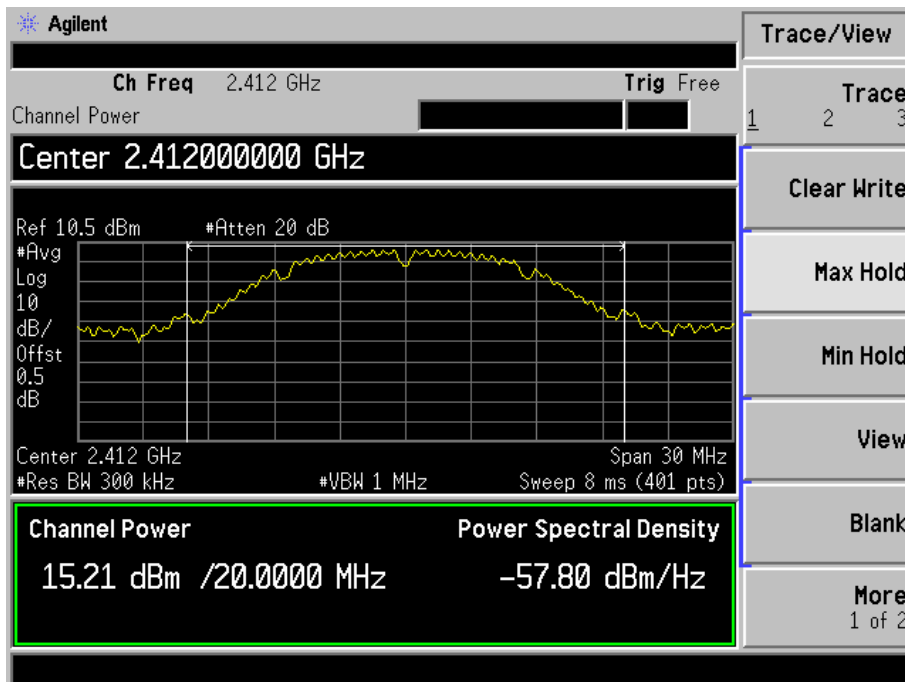 Agilent
Ch Freq 2.412 GHz Trig Free
Channel Power
Center 2.412000000 GHz
Ref 10.5 dBm #Atten 20 dB
#Avg
Log
10
dB/
Offst
0.5
dB
Center 2.412 GHz Span 30 MHz
#Res BW 300 kHz #VBW 1 MHz Sweep 8 ms (401 pts)
Channel Power Power Spectral Density
15.21 dBm /20.0000 MHz -57.80 dBm/Hz
Trace/View
Trace
1 2 3
Clear Write
Max Hold
Min Hold
View
Blank
More
1 of 2